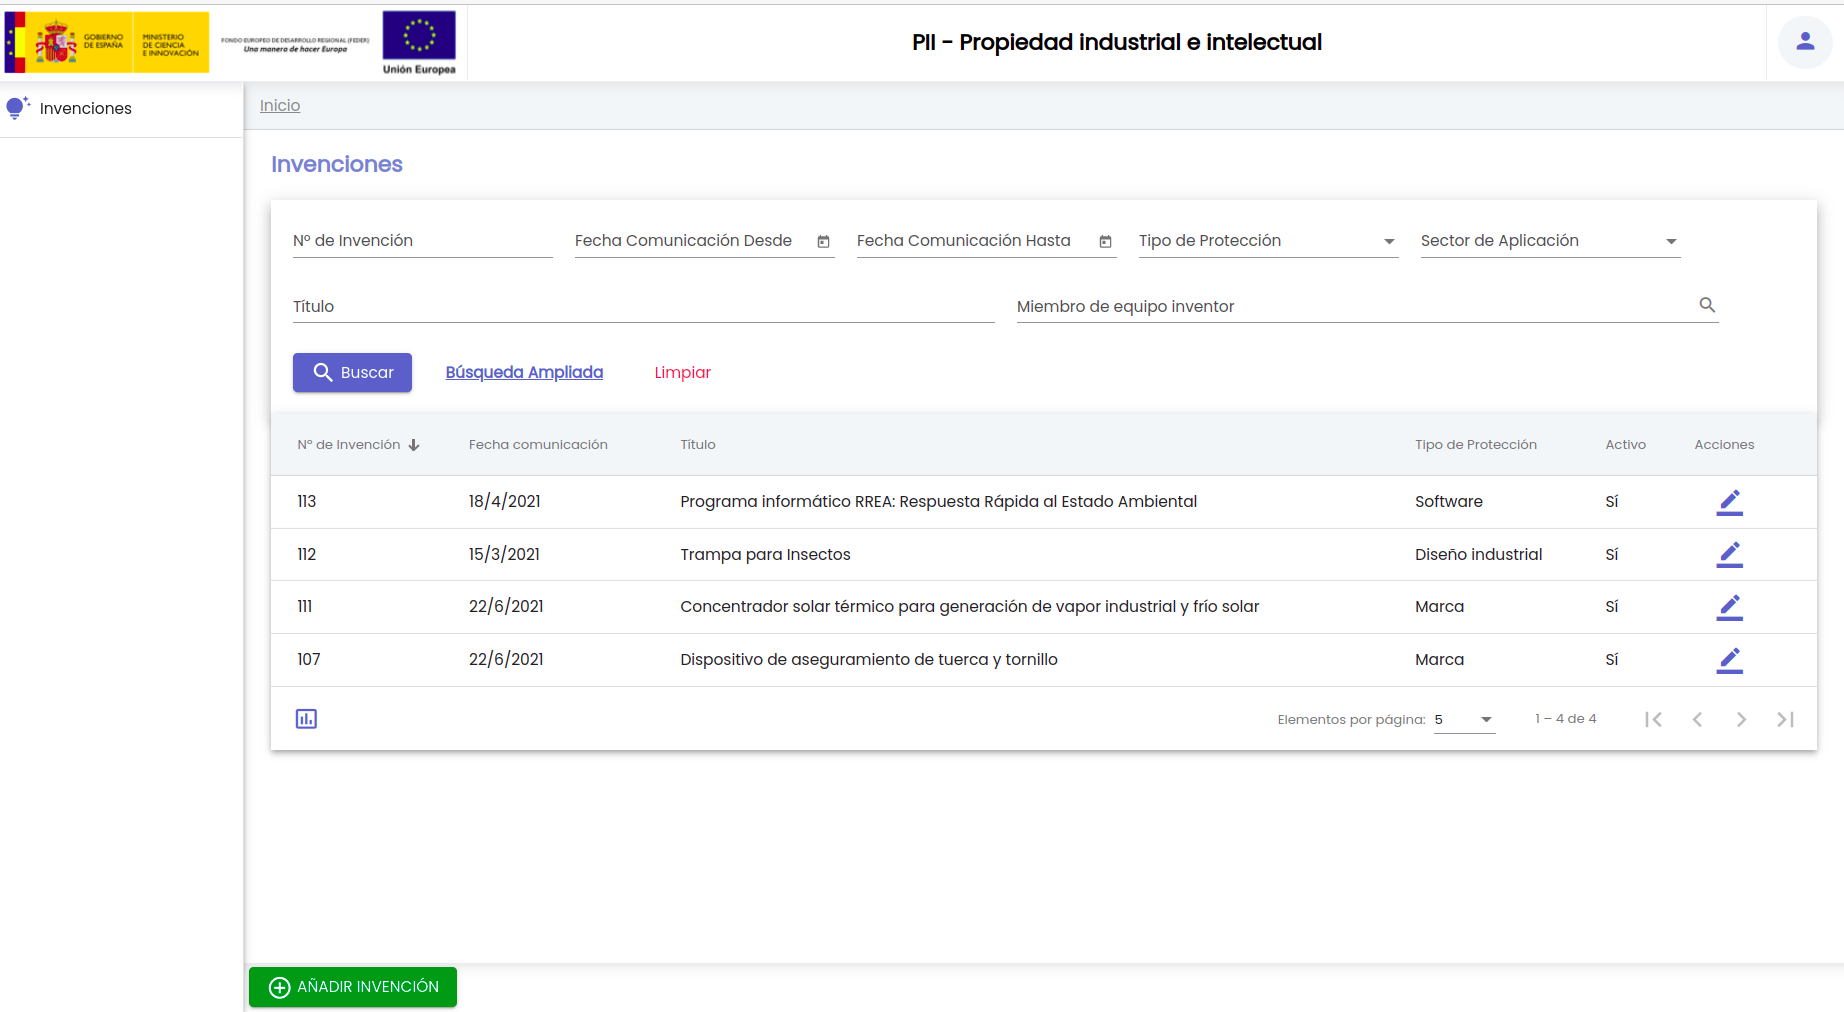 GOBIERNO
DE ESPAÑA
MINISTERIO
DE CIENCIA
E INNOVACIÓN
FONDO EUROPEO DE DESARROLLO REGIONAL (FEDER)
Una manera de hacer Europa
Unión Europea
PII - Propiedad industrial e intelectual
Invenciones
Inicio
Invenciones
Nº de Invención Fecha Comunicación Desde Fecha Comunicación Hasta Tipo de Protección Sector de Aplicación
Título Miembro de equipo inventor
Buscar Búsqueda Ampliada Limpiar
Nº de Invención Fecha comunicación Título Tipo de Protección Activo Acciones
113 18/4/2021 Programa informático RREA: Respuesta Rápida al Estado Ambiental Software Sí
112 15/3/2021 Trampa para Insectos Diseño industrial Sí
111 22/6/2021 Concentrador solar térmico para generación de vapor industrial y frío solar Marca Sí
107 22/6/2021 Dispositivo de aseguramiento de tuerca y tornillo Marca Sí
Elementos por página: 5 1 – 4 de 4
AÑADIR INVENCIÓN